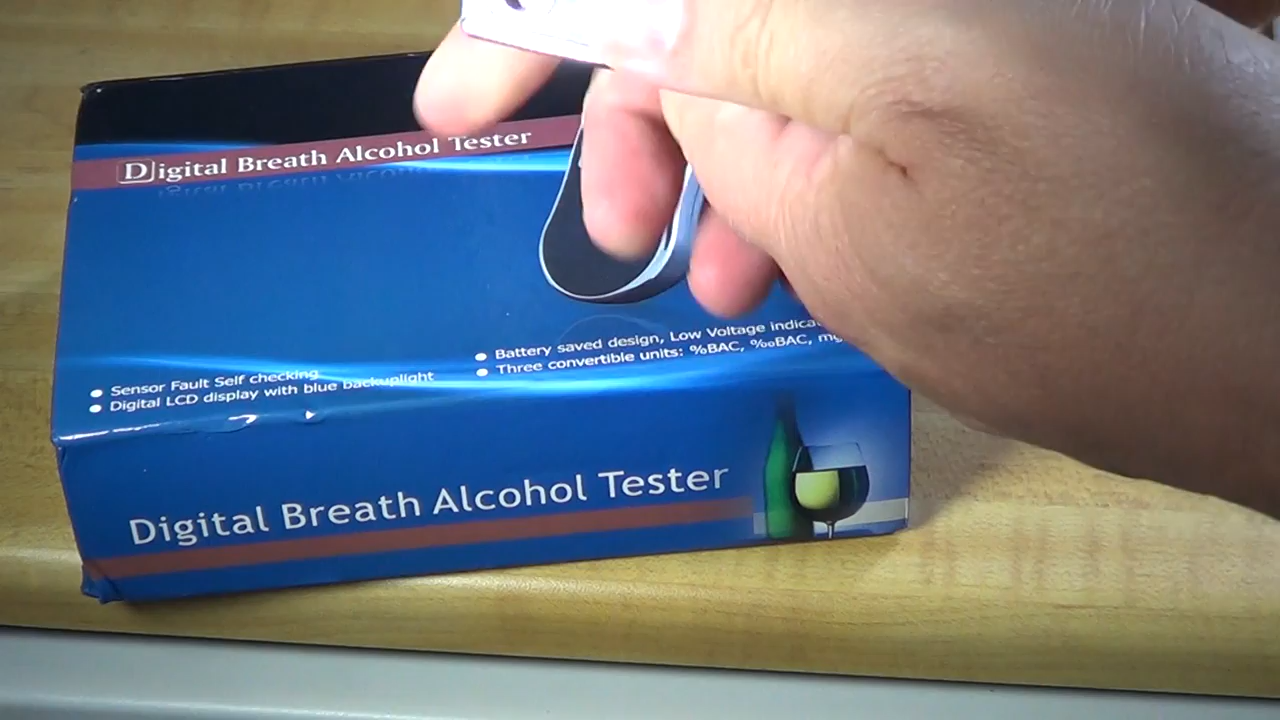 Digital Breath Alcohol Tester
Battery saved design, Low Voltage
Three convertible units: %BAC, ‰BAC,
Sensor Fault Self checking
Digital LCD display with blue backuplight
Digital Breath Alcohol Tester